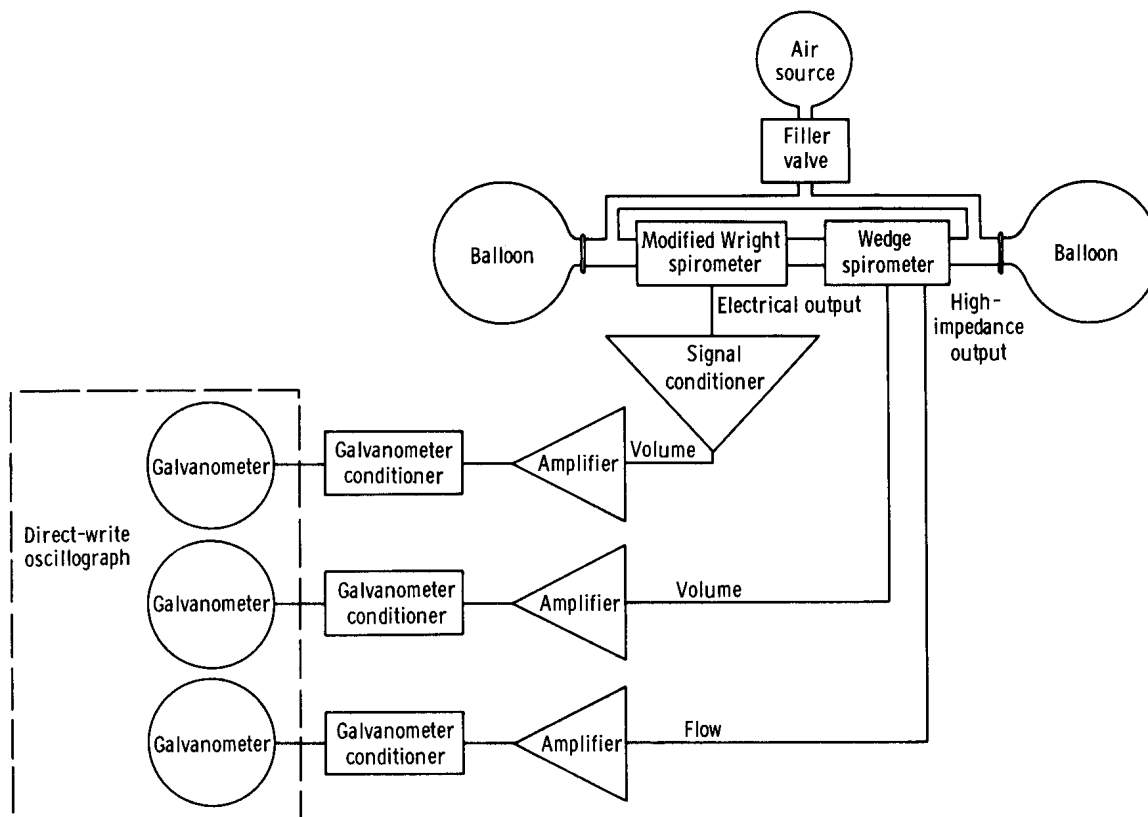 Air
source
Filler
valve
Balloon
Modified Wright
spirometer
Wedge
spirometer
Balloon
Electrical output
High-
impedance
output
Signal
conditioner
Direct-write
oscillograph
Galvanometer
Galvanometer
conditioner
Amplifier
Volume
Galvanometer
Galvanometer
conditioner
Amplifier
Volume
Galvanometer
Galvanometer
conditioner
Amplifier
Flow